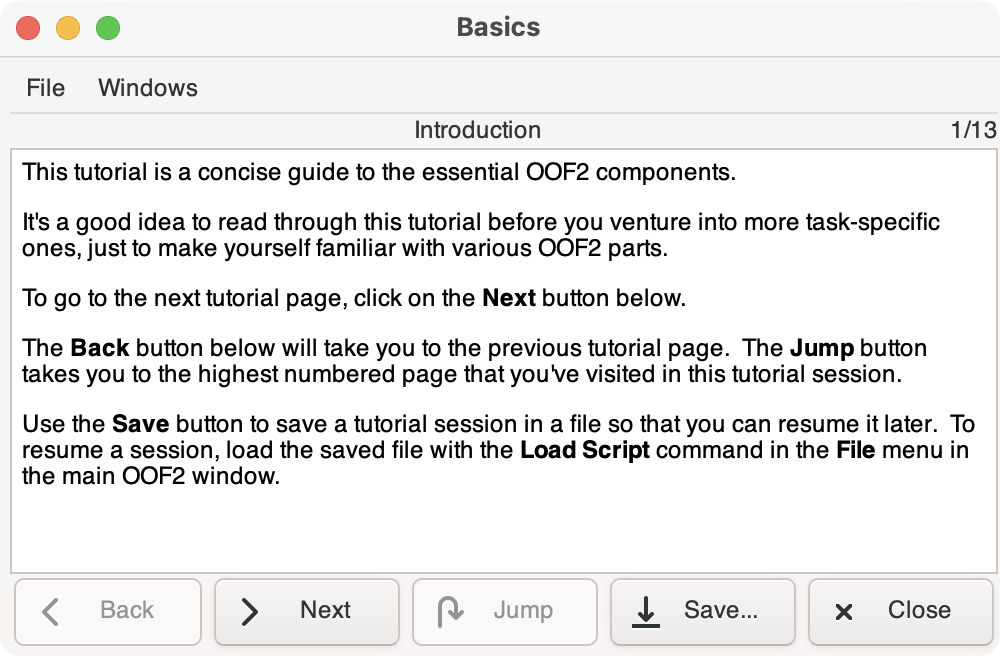 Basics
File Windows
Introduction 1/13
This tutorial is a concise guide to the essential OOF2 components.
It's a good idea to read through this tutorial before you venture into more task-specific
ones, just to make yourself familiar with various OOF2 parts.
To go to the next tutorial page, click on the Next button below.
The Back button below will take you to the previous tutorial page.  The Jump button
takes you to the highest numbered page that you've visited in this tutorial session.
Use the Save button to save a tutorial session in a file so that you can resume it later.  To
resume a session, load the saved file with the Load Script command in the File menu in
the main OOF2 window.
Back Next Jump Save... Close